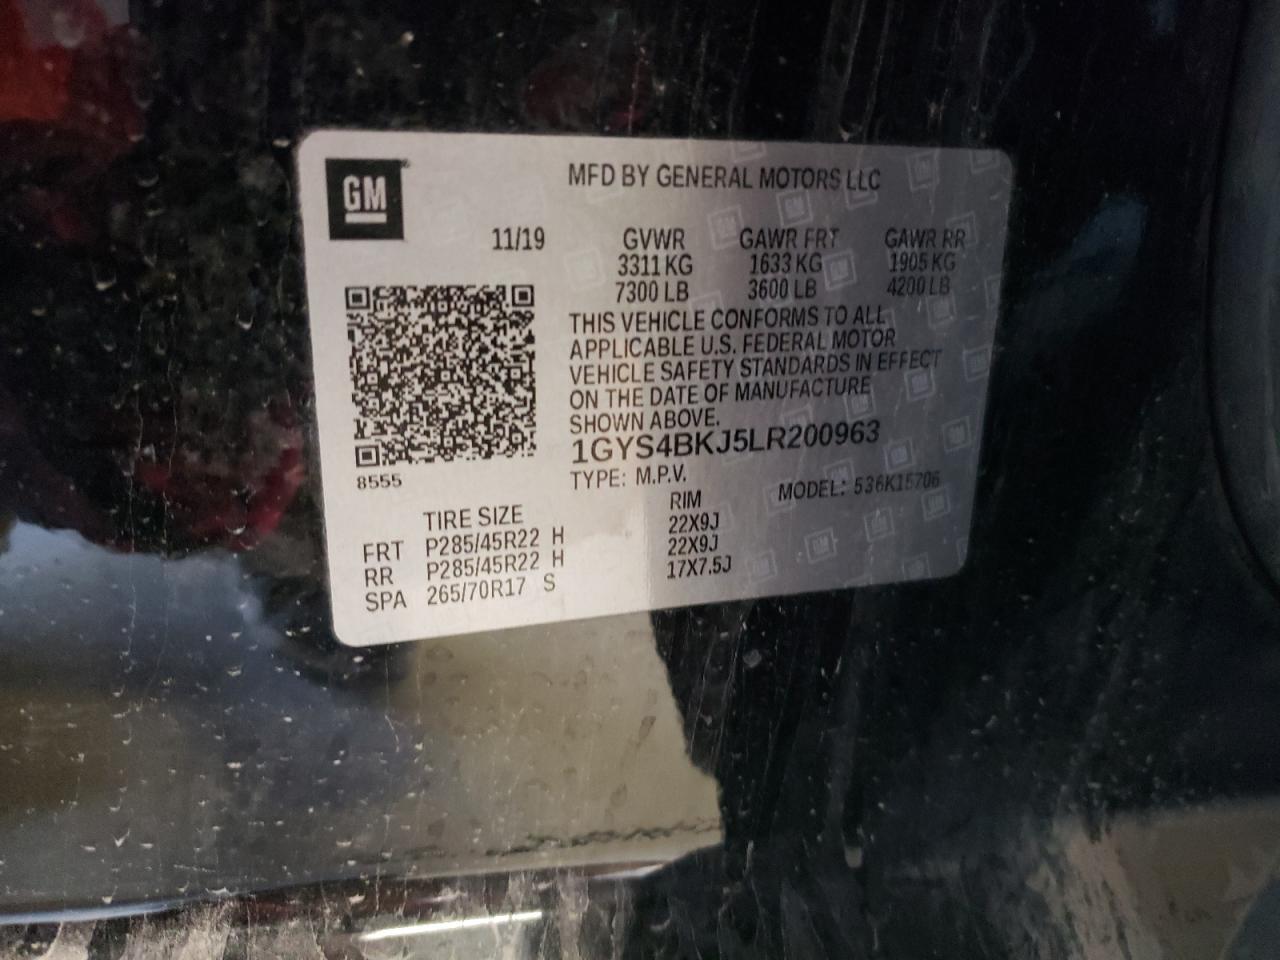 GM
MFD BY GENERAL MOTORS LLC
11/19 GVWR GAWR FRT GAWR RR
3311 KG 1633 KG 1905 KG
7300 LB 3600 LB 4200 LB
THIS VEHICLE CONFORMS TO ALL
APPLICABLE U.S. FEDERAL MOTOR
VEHICLE SAFETY STANDARDS IN EFFECT
ON THE DATE OF MANUFACTURE
SHOWN ABOVE.
1GYS4BKJ5LR200963
8555
TYPE: M.P.V. MODEL: 536K15706
TIRE SIZE RIM
FRT P285/45R22 H 22X9J
RR P285/45R22 H 22X9J
SPA 265/70R17 S 17X7.5J